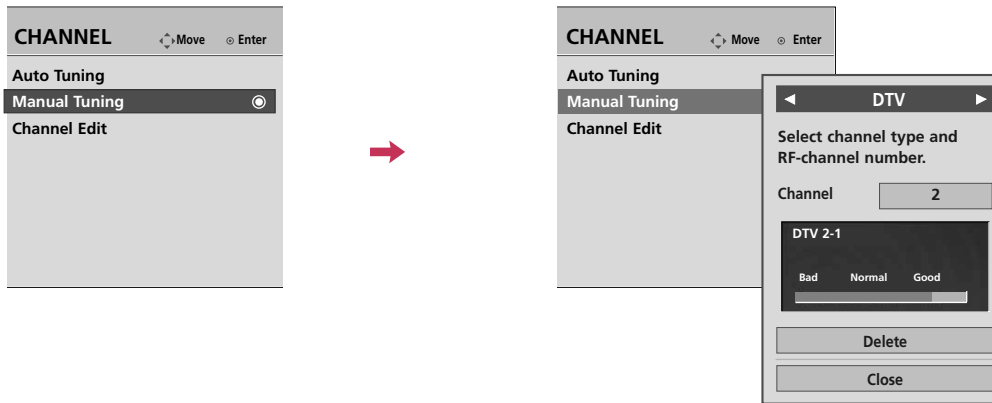 CHANNEL Move Enter
Auto Tuning
Manual Tuning
Channel Edit
CHANNEL Move Enter
Auto Tuning
Manual Tuning
Channel Edit
DTV
Select channel type and
RF-channel number.
Channel 2
DTV 2-1
Bad Normal Good
Delete
Close